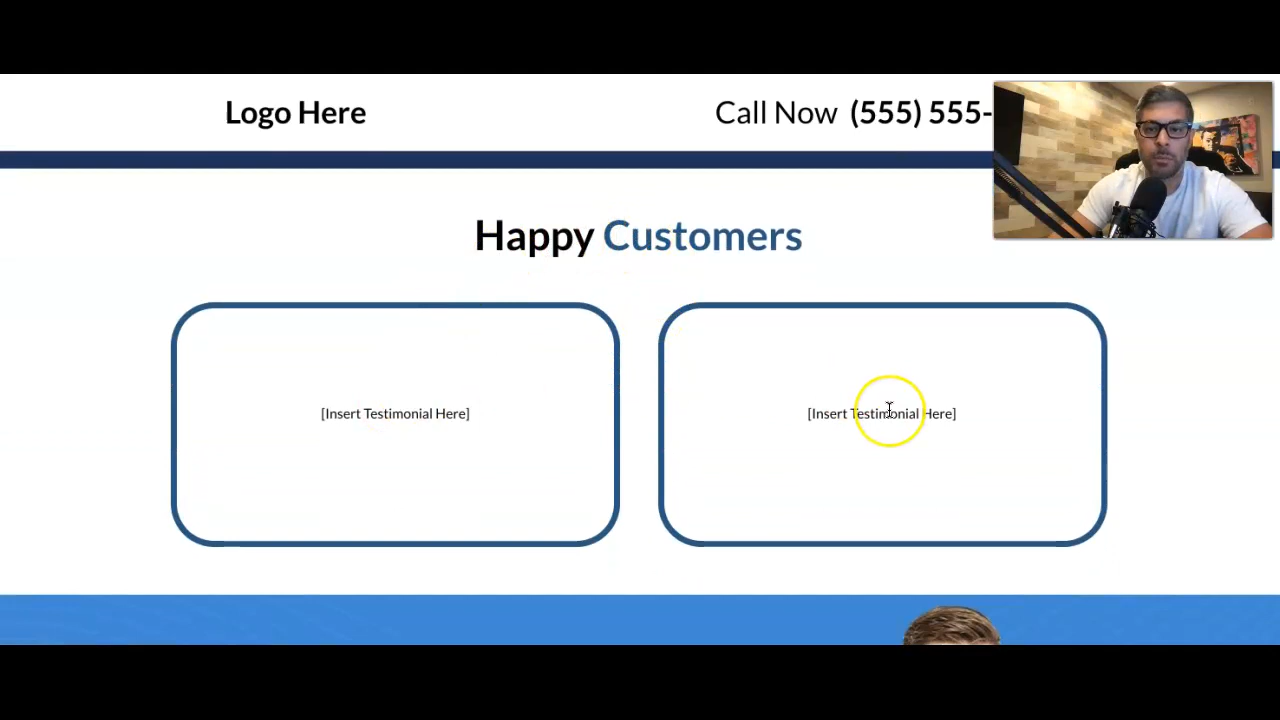 Logo Here
Call Now (555) 555-
Happy Customers
[Insert Testimonial Here]
[Insert Testimonial Here]